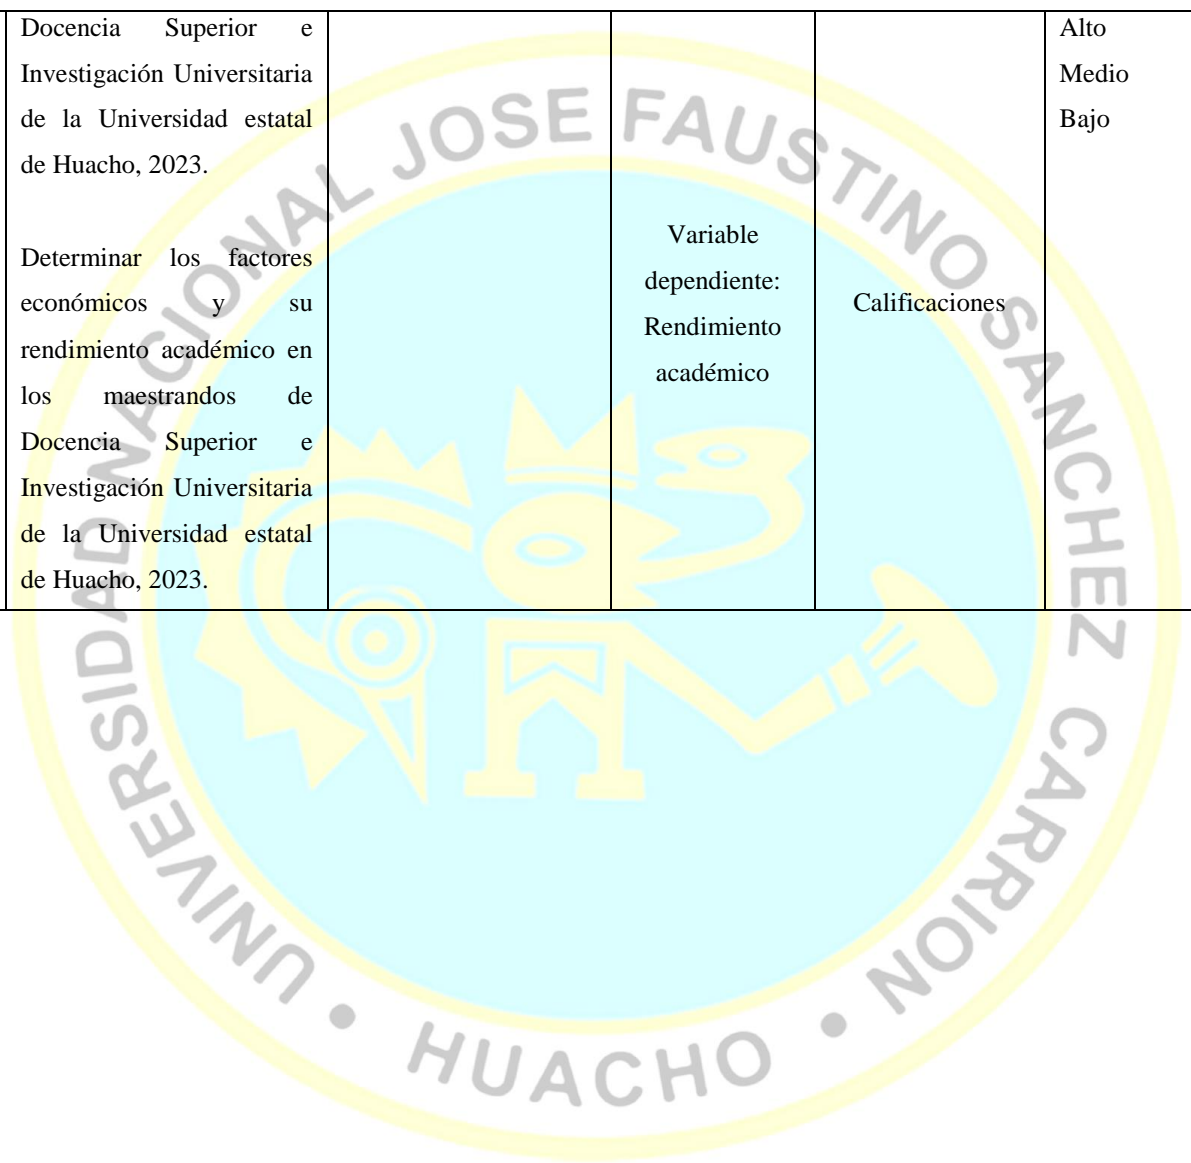 Docencia Superior e
Investigación Universitaria
de la Universidad estatal
de Huacho, 2023.
Determinar los factores
económicos y su
rendimiento académico en
los maestrandos de
Docencia Superior e
Investigación Universitaria
de la Universidad estatal
de Huacho, 2023.
Variable
dependiente:
Rendimiento
académico
Calificaciones
Alto
Medio
Bajo
UNIVERSIDAD NACIONAL JOSE FAUSTINO SANCHEZ CARRION • HUACHO •